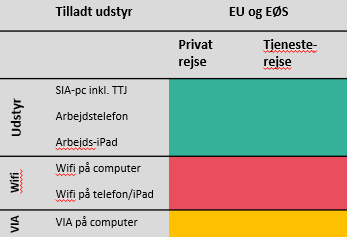 Tilladt udstyr EU og EØS
Privat rejse Tjeneste-rejse
Udstyr
SIA-pc inkl. TTJ
Arbejdstelefon
Arbejds-iPad
Wifi
Wifi på computer
Wifi på telefon/iPad
VIA
VIA på computer